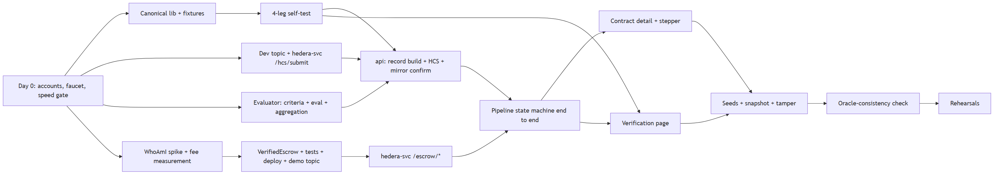 Day 0: accounts, faucet,
speed gate
Canonical lib + fixtures
4-leg self-test
Dev topic + hedera-svc
/hcs/submit
Evaluator: criteria + eval +
aggregation
WhoAmI spike + fee
measurement
VerifiedEscrow + tests +
deploy + demo topic
api: record build + HCS +
mirror confirm
hedera-svc /escrow/*
Pipeline state machine end
to end
Contract detail + stepper
Verification page
Seeds + snapshot + tamper
Oracle-consistency check
Rehearsals